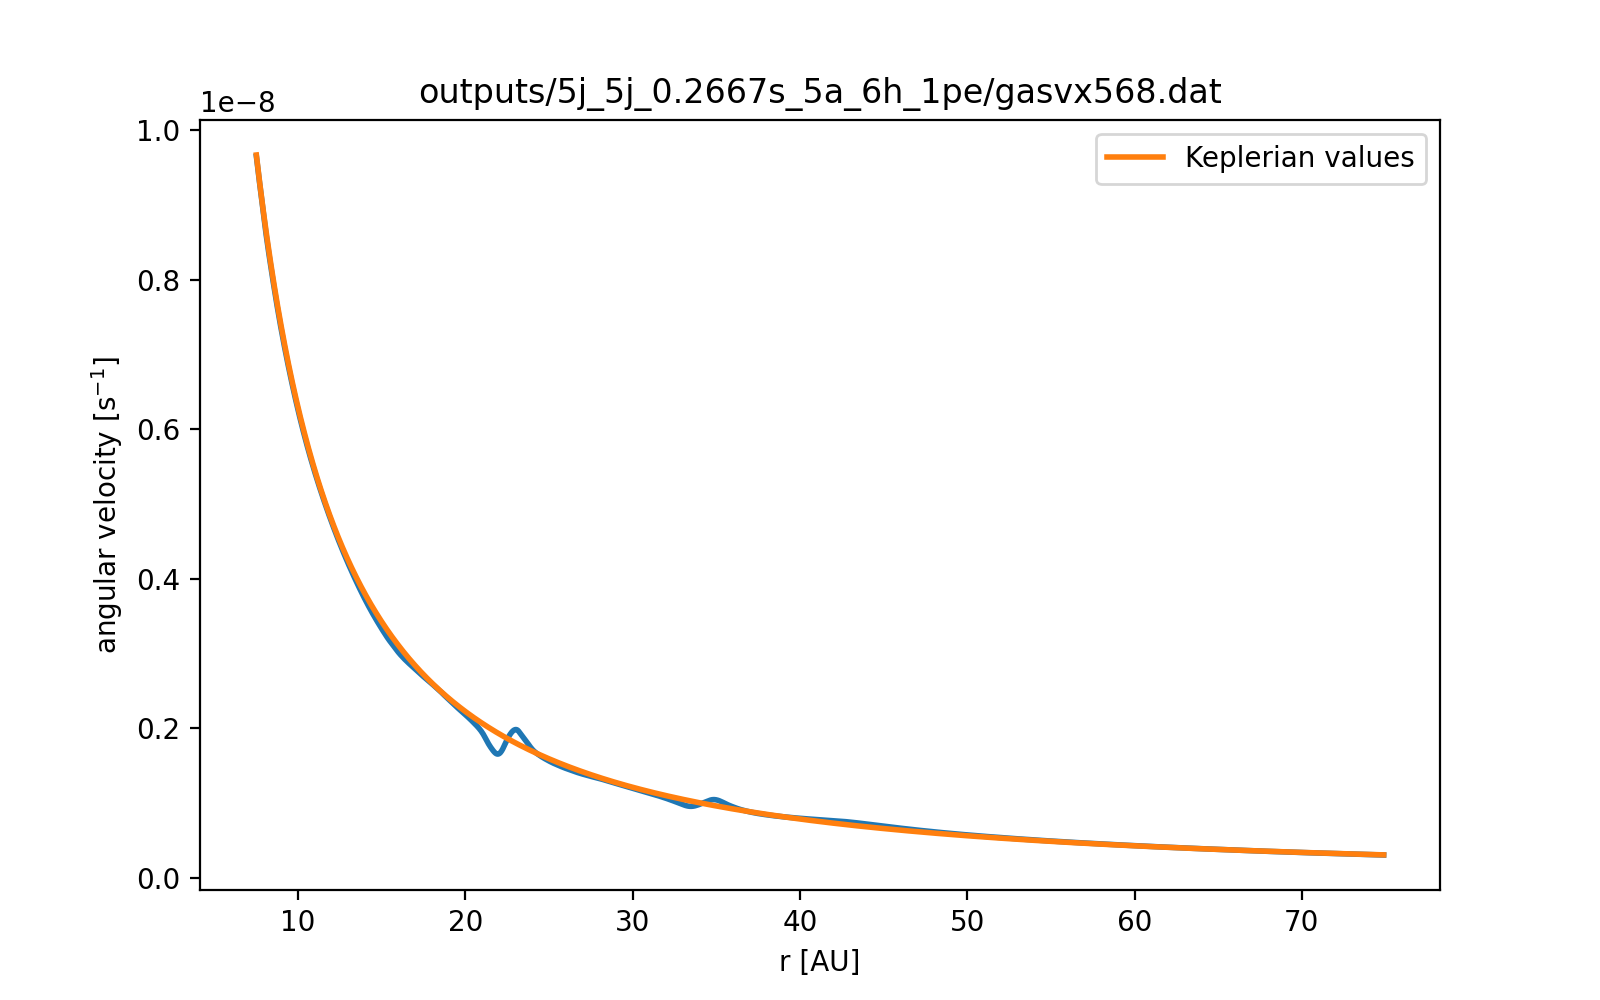 outputs/5j_5j_0.2667s_5a_6h_1pe/gasvx568.dat
1e−8
Keplerian values
1.0
0.8
0.6
0.4
0.2
0.0
angular velocity [s⁻¹]
10 20 30 40 50 60 70
r [AU]